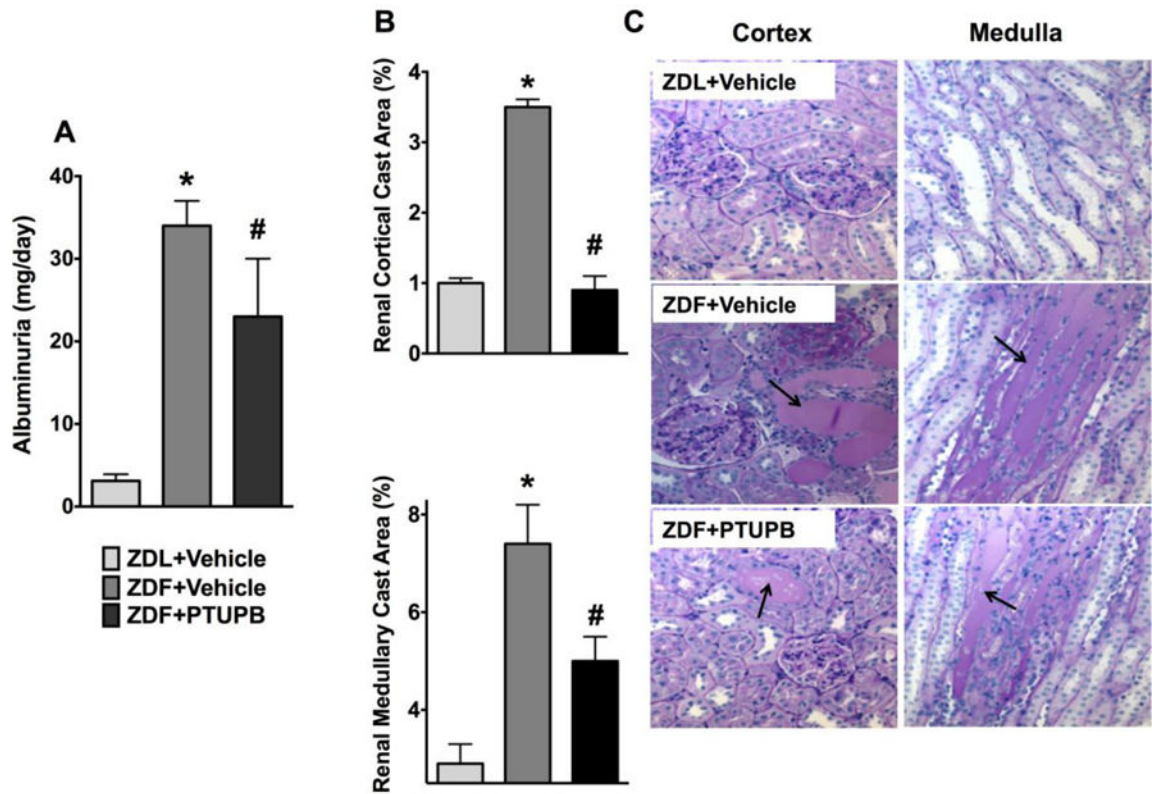 A
Albuminuria (mg/day)
40
30
20
10
0
*
#
ZDL+Vehicle
ZDF+Vehicle
ZDF+PTUPB
B
Renal Cortical Cast Area (%)
4
3
2
1
0
*
#
Renal Medullary Cast Area (%)
8
6
4
*
#
C
Cortex
Medulla
ZDL+Vehicle
ZDF+Vehicle
ZDF+PTUPB